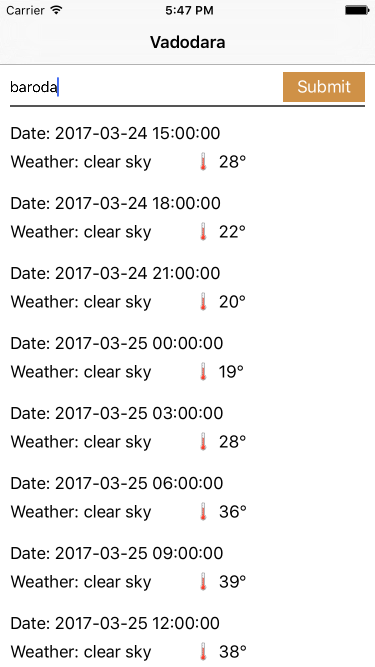 Carrier 5:47 PM
Vadodara
baroda Submit
Date: 2017-03-24 15:00:00
Weather: clear sky 28°
Date: 2017-03-24 18:00:00
Weather: clear sky 22°
Date: 2017-03-24 21:00:00
Weather: clear sky 20°
Date: 2017-03-25 00:00:00
Weather: clear sky 19°
Date: 2017-03-25 03:00:00
Weather: clear sky 28°
Date: 2017-03-25 06:00:00
Weather: clear sky 36°
Date: 2017-03-25 09:00:00
Weather: clear sky 39°
Date: 2017-03-25 12:00:00
Weather: clear sky 38°